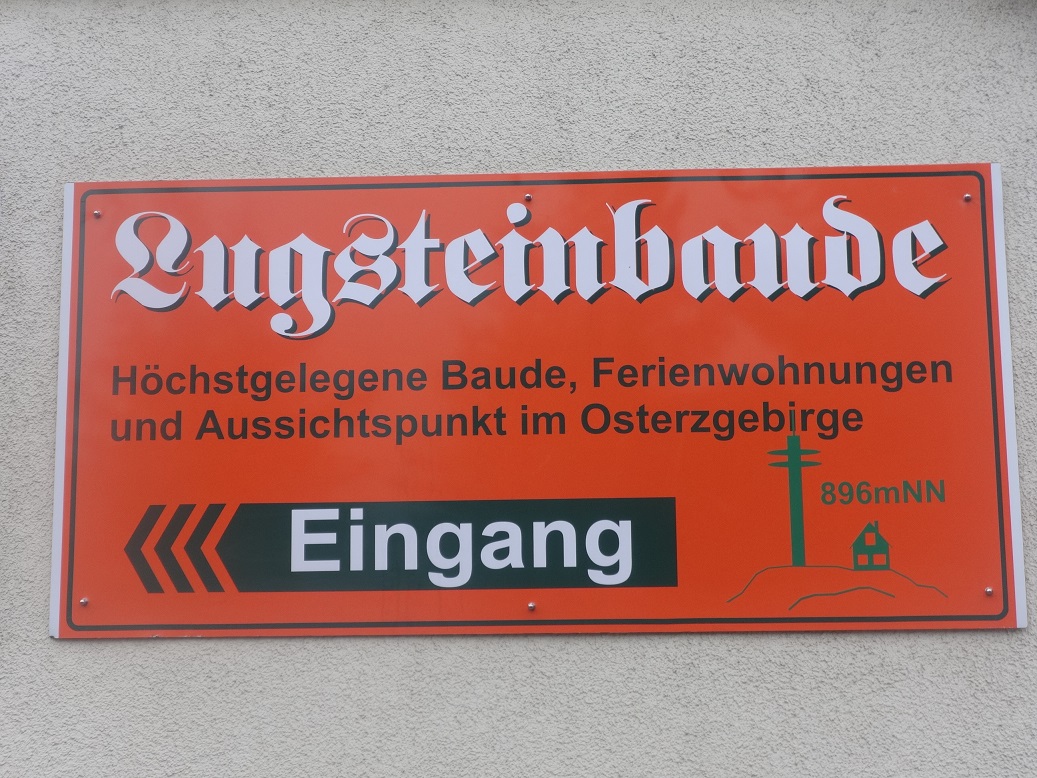 Lugsteinbaude
Höchstgelegene Baude, Ferienwohnungen
und Aussichtspunkt im Osterzgebirge
896mNN
Eingang